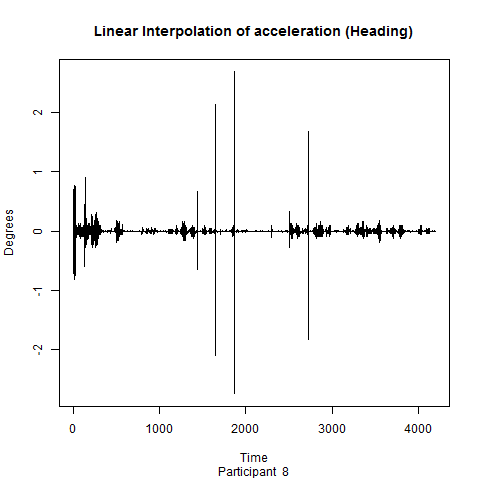 Linear Interpolation of acceleration (Heading)
Degrees
2
1
0
-1
-2
0 1000 2000 3000 4000
Time
Participant 8